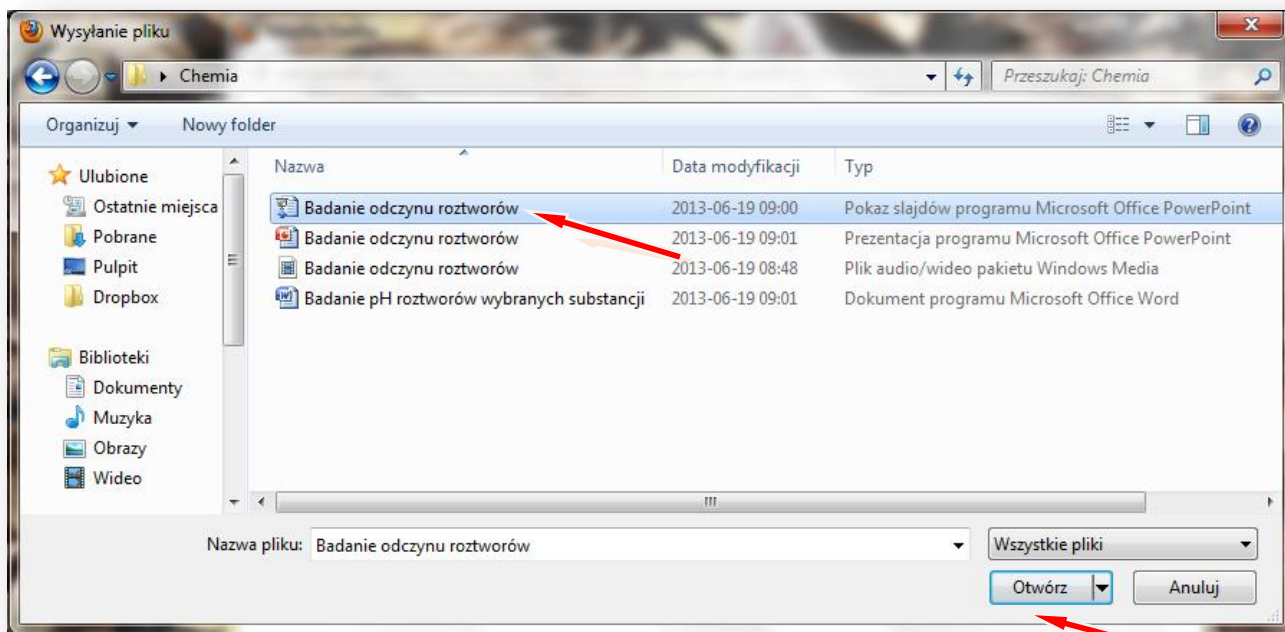 Wysyłanie pliku
Chemia
Przeszukaj: Chemia
Organizuj Nowy folder
Nazwa Data modyfikacji Typ
Ulubione
Ostatnie miejsca
Pobrane
Pulpit
Dropbox
Biblioteki
Dokumenty
Muzyka
Obrazy
Wideo
Badanie odczynu roztworów 2013-06-19 09:00 Pokaz slajdów programu Microsoft Office PowerPoint
Badanie odczynu roztworów 2013-06-19 09:01 Prezentacja programu Microsoft Office PowerPoint
Badanie odczynu roztworów 2013-06-19 08:48 Plik audio/wideo pakietu Windows Media
Badanie pH roztworów wybranych substancji 2013-06-19 09:01 Dokument programu Microsoft Office Word
Nazwa pliku: Badanie odczynu roztworów Wszystkie pliki
Otwórz Anuluj